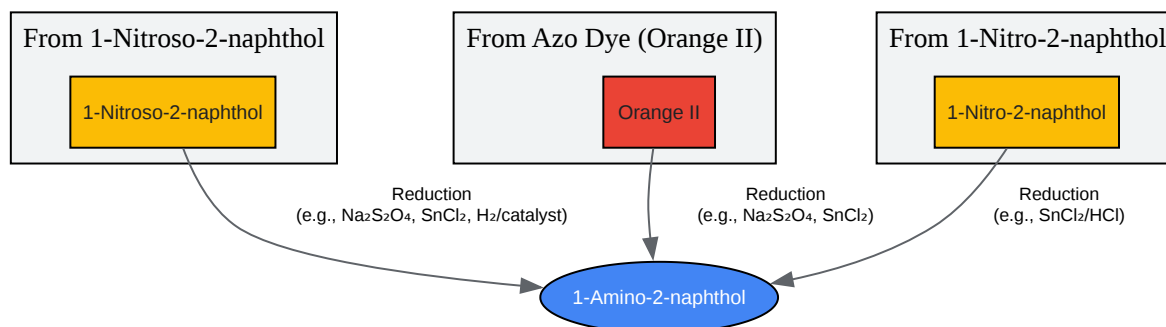 From 1-Nitroso-2-naphthol
1-Nitroso-2-naphthol
From Azo Dye (Orange II)
Orange II
From 1-Nitro-2-naphthol
1-Nitro-2-naphthol
Reduction
(e.g., Na₂S₂O₄, SnCl₂, H₂/catalyst)
Reduction
(e.g., Na₂S₂O₄, SnCl₂)
Reduction
(e.g., SnCl₂/HCl)
1-Amino-2-naphthol